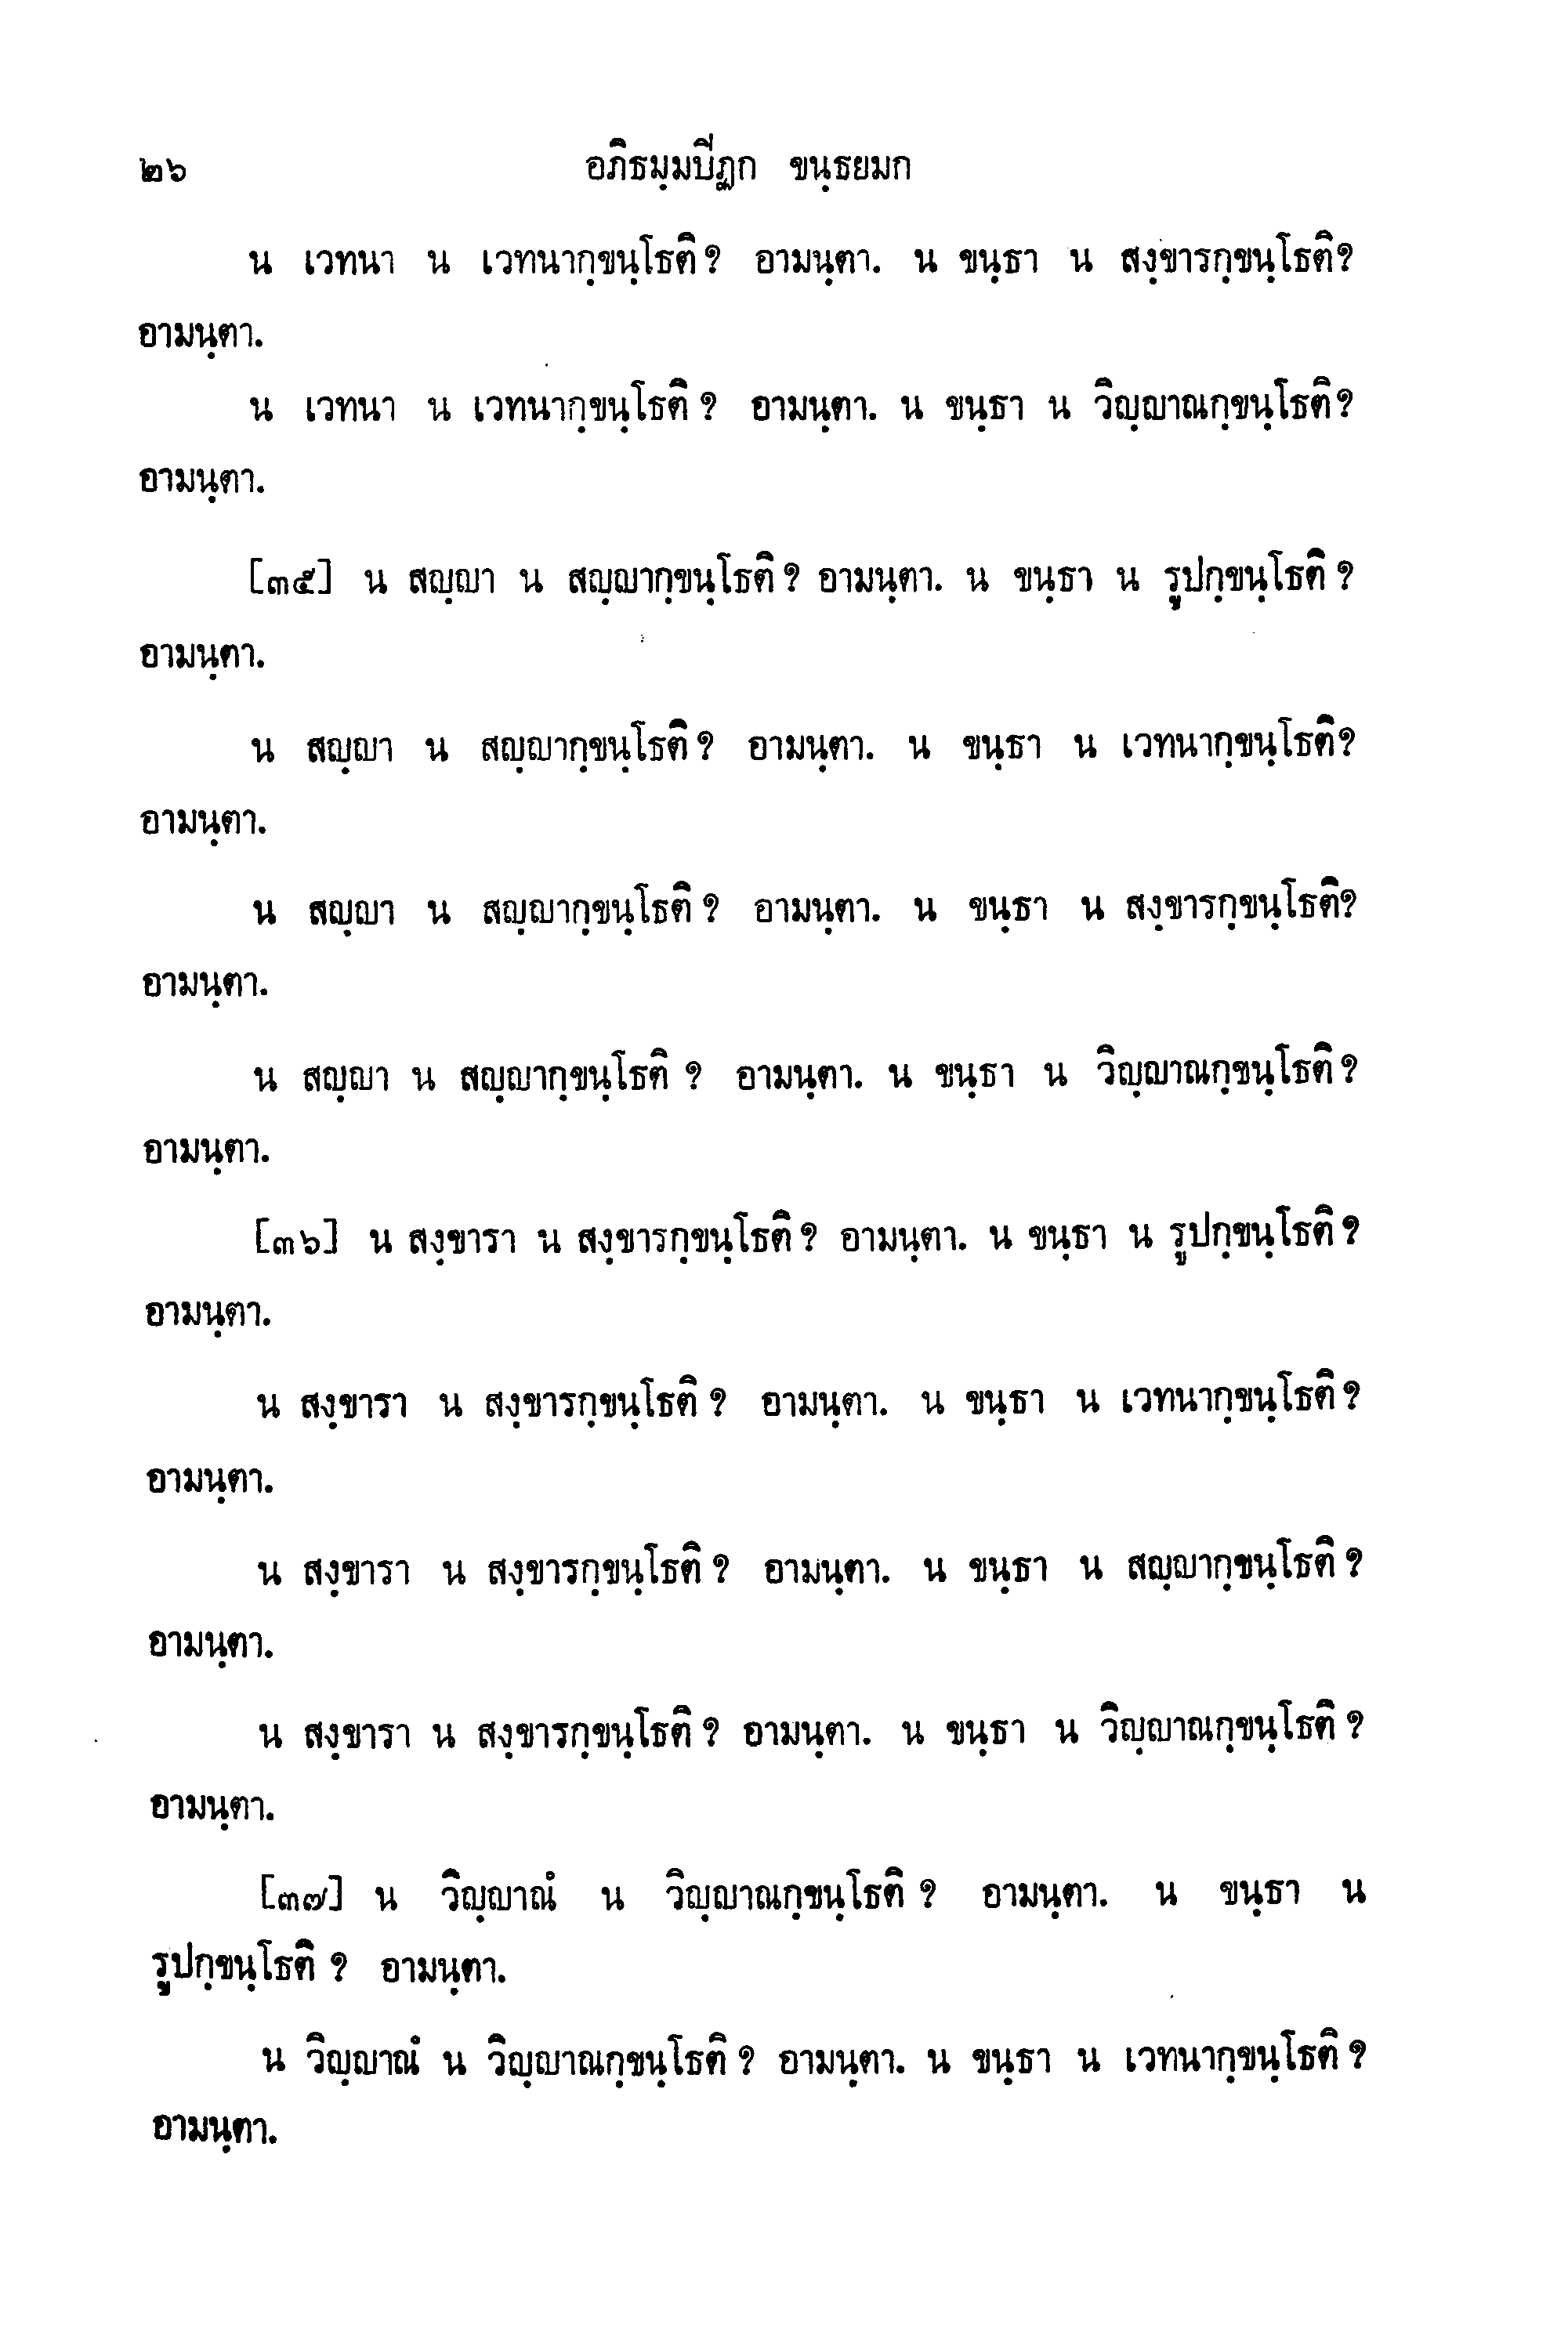 ๒๖ อภิธมฺมปีฏก ขนฺธยมก
น เวทนา น เวทนากฺขนฺโธติ? อามนฺตา. น ขนฺธา น สงฺขารกฺขนฺโธติ?
อามนฺตา.
น เวทนา น เวทนากฺขนฺโธติ? อามนฺตา. น ขนฺธา น วิญฺญาณกฺขนฺโธติ?
อามนฺตา.
[๓๕] น สญฺญา น สญฺญากฺขนฺโธติ? อามนฺตา. น ขนฺธา น รูปกฺขนฺโธติ?
อามนฺตา.
น สญฺญา น สญฺญากฺขนฺโธติ? อามนฺตา. น ขนฺธา น เวทนากฺขนฺโธติ?
อามนฺตา.
น สญฺญา น สญฺญากฺขนฺโธติ? อามนฺตา. น ขนฺธา น สงฺขารกฺขนฺโธติ?
อามนฺตา.
น สญฺญา น สญฺญากฺขนฺโธติ? อามนฺตา. น ขนฺธา น วิญฺญาณกฺขนฺโธติ?
อามนฺตา.
[๓๖] น สงฺขารา น สงฺขารกฺขนฺโธติ? อามนฺตา. น ขนฺธา น รูปกฺขนฺโธติ?
อามนฺตา.
น สงฺขารา น สงฺขารกฺขนฺโธติ? อามนฺตา. น ขนฺธา น เวทนากฺขนฺโธติ?
อามนฺตา.
น สงฺขารา น สงฺขารกฺขนฺโธติ? อามนฺตา. น ขนฺธา น สญฺญากฺขนฺโธติ?
อามนฺตา.
น สงฺขารา น สงฺขารกฺขนฺโธติ? อามนฺตา. น ขนฺธา น วิญฺญาณกฺขนฺโธติ?
อามนฺตา.
[๓๗] น วิญฺญาณํ น วิญฺญาณกฺขนฺโธติ? อามนฺตา. น ขนฺธา น
รูปกฺขนฺโธติ? อามนฺตา.
น วิญฺญาณํ น วิญฺญาณกฺขนฺโธติ? อามนฺตา. น ขนฺธา น เวทนากฺขนฺโธติ?
อามนฺตา.